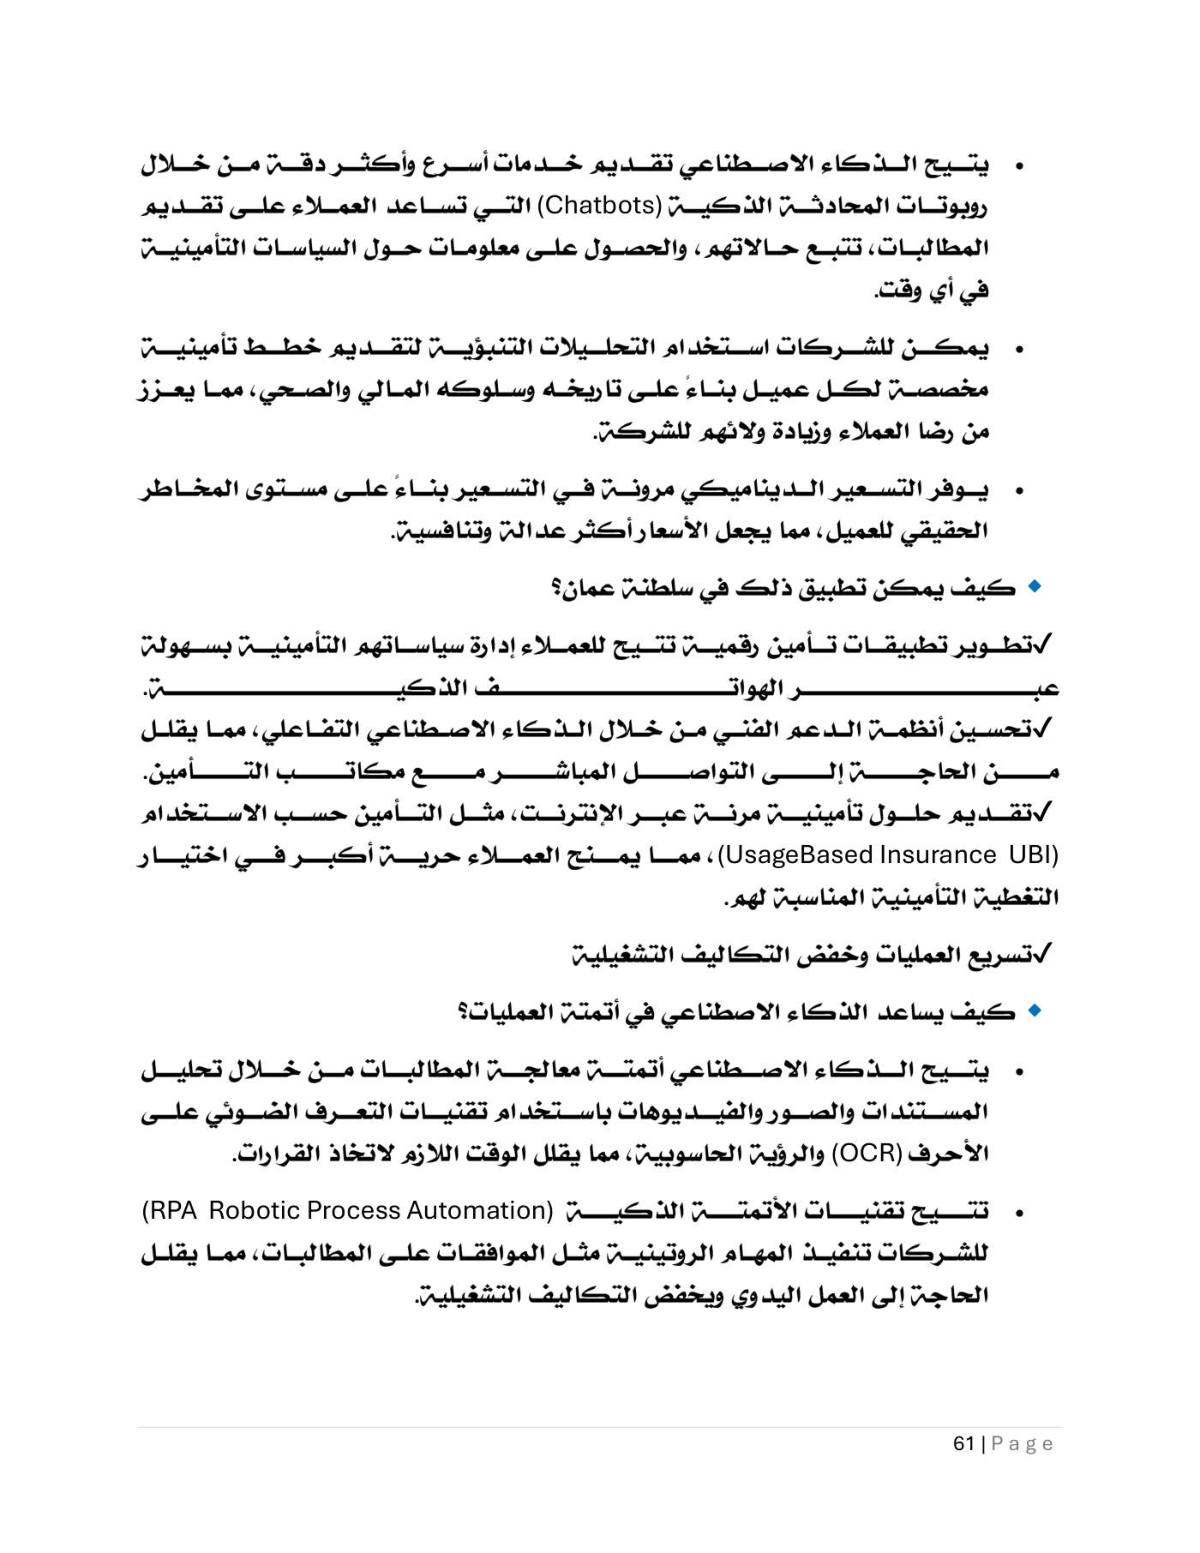 • يتيح الذكاء الاصطناعي تقديم خدمات أسرع وأكثر دقة من خلال
روبوتات المحادثة الذكية (Chatbots) التي تساعد العملاء على تقديم
المطالبات، تتبع حالاتهم، والحصول على معلومات حول السياسات التأمينية
في أي وقت.
• يمكن للشركات استخدام التحليلات التنبؤية لتقديم خطط تأمينية
مخصصة لكل عميل بناءً على تاريخه وسلوكه المالي والصحي، مما يعزز
من رضا العملاء وزيادة ولائهم للشركة.
• يوفر التسعير الديناميكي مرونة في التسعير بناءً على مستوى المخاطر
الحقيقي للعميل، مما يجعل الأسعار أكثر عدالة وتنافسية.
🔹 كيف يمكن تطبيق ذلك في سلطنة عمان؟
✓تطوير تطبيقات تأمين رقمية تتيح للعملاء إدارة سياساتهم التأمينية بسهولة
عبر الهواتف الذكية.
✓تحسين أنظمة الدعم الفني من خلال الذكاء الاصطناعي التفاعلي، مما يقلل
من الحاجة إلى التواصل المباشر مع مكاتب التأمين.
✓تقديم حلول تأمينية مرنة عبر الإنترنت، مثل التأمين حسب الاستخدام
(UsageBased Insurance UBI)، مما يمنح العملاء حرية أكبر في اختيار
التغطية التأمينية المناسبة لهم.
✓تسريع العمليات وخفض التكاليف التشغيلية
🔹 كيف يساعد الذكاء الاصطناعي في أتمتة العمليات؟
• يتيح الذكاء الاصطناعي أتمتة معالجة المطالبات من خلال تحليل
المستندات والصور والفيديوهات باستخدام تقنيات التعرف الضوئي على
الأحرف (OCR) والرؤية الحاسوبية، مما يقلل الوقت اللازم لاتخاذ القرارات.
• تتيح تقنيات الأتمتة الذكية (RPA Robotic Process Automation)
للشركات تنفيذ المهام الروتينية مثل الموافقات على المطالبات، مما يقلل
الحاجة إلى العمل اليدوي ويخفض التكاليف التشغيلية.
61 | Page